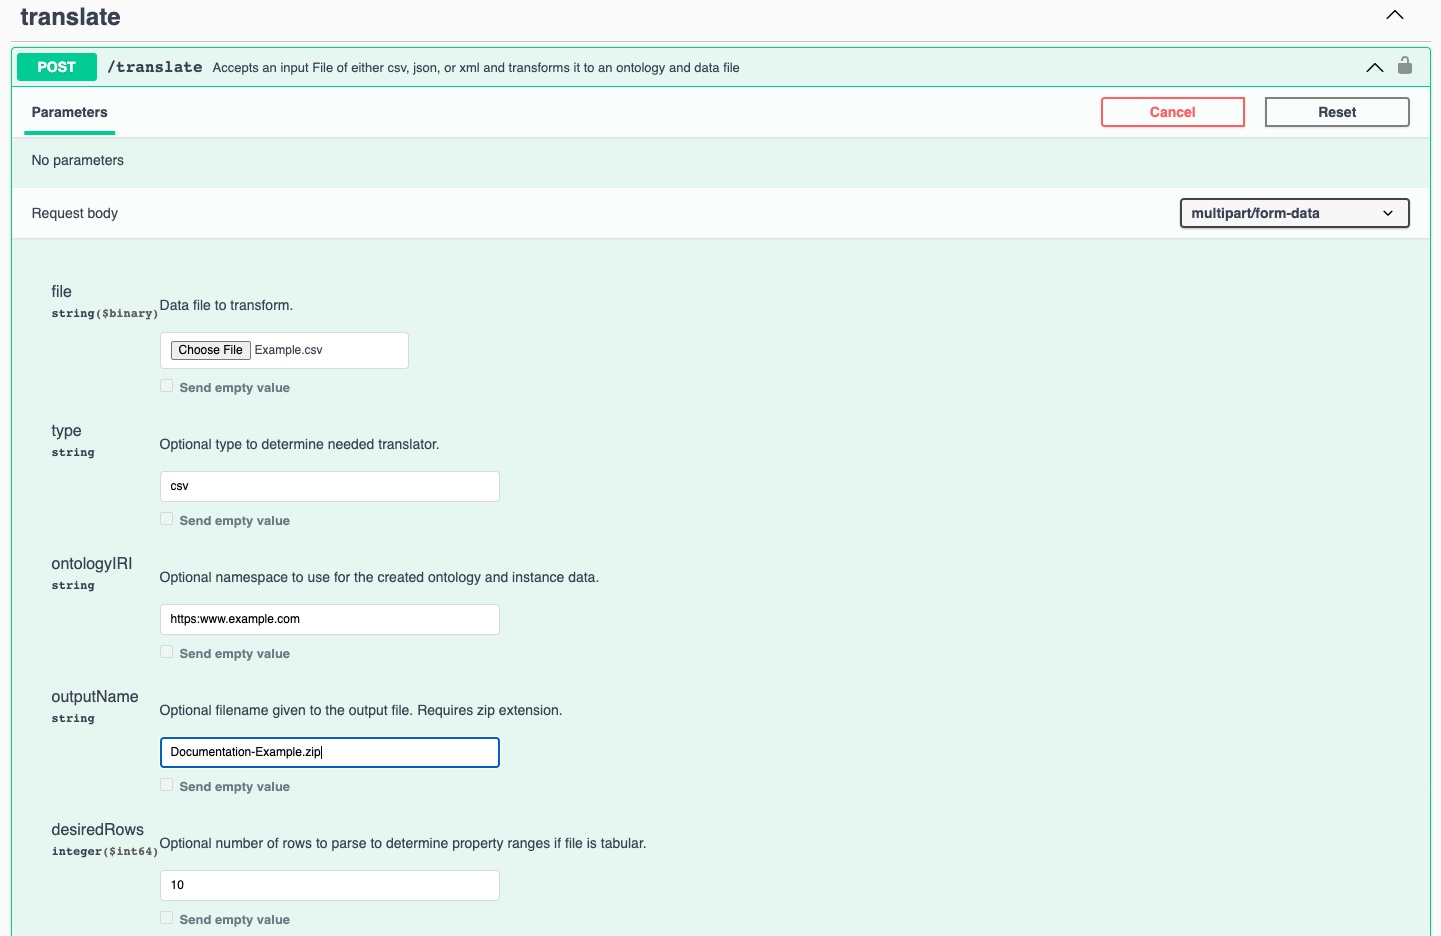 translate
POST /translate Accepts an input File of either csv, json, or xml and transforms it to an ontology and data file
Parameters Cancel Reset
No parameters
Request body multipart/form-data
file
string($binary) Data file to transform.
Choose File Example.csv
Send empty value
type
string Optional type to determine needed translator.
csv
Send empty value
ontologyIRI
string Optional namespace to use for the created ontology and instance data.
https:www.example.com
Send empty value
outputName
string Optional filename given to the output file. Requires zip extension.
Documentation-Example.zip
Send empty value
desiredRows
integer($int64) Optional number of rows to parse to determine property ranges if file is tabular.
10
Send empty value